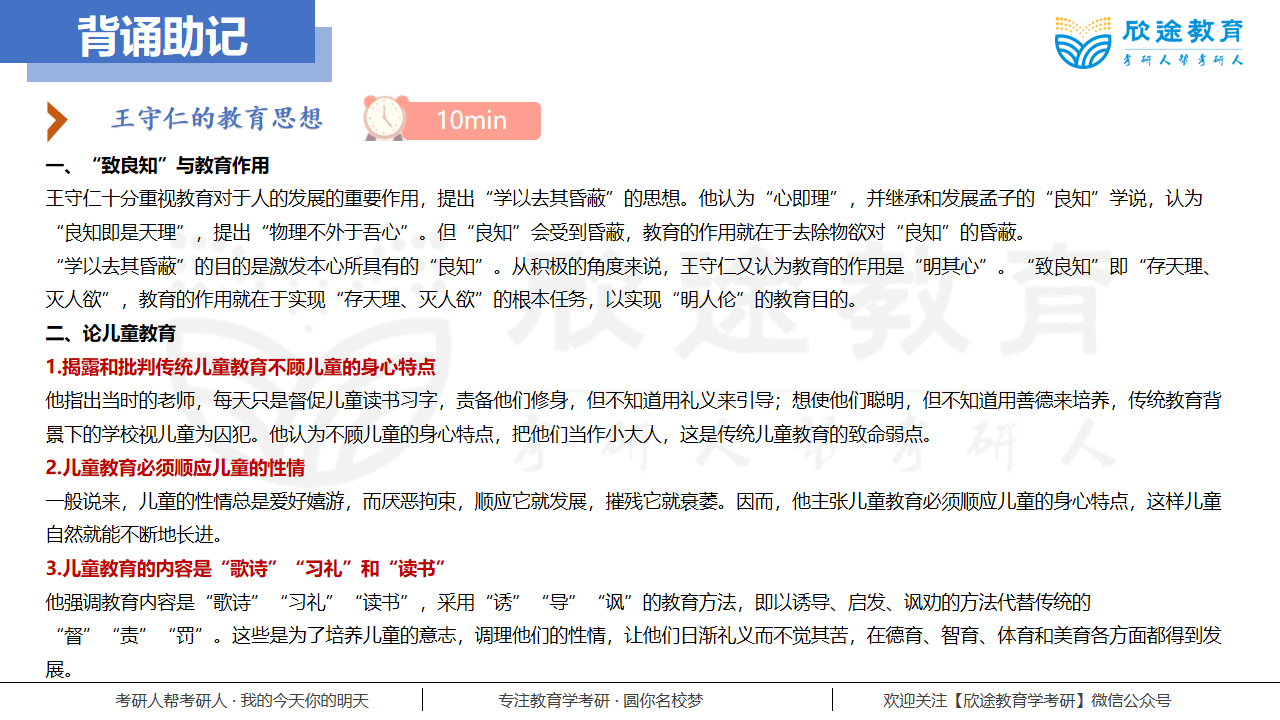 背诵助记
欣途教育
考研人帮考研人
王守仁的教育思想
10min
一、“致良知”与教育作用
王守仁十分重视教育对于人的发展的重要作用，提出“学以去其昏蔽”的思想。他认为“心即理”，并继承和发展孟子的“良知”学说，认为
“良知即是天理”，提出“物理不外于吾心”。但“良知”会受到昏蔽，教育的作用就在于去除物欲对“良知”的昏蔽。
“学以去其昏蔽”的目的是激发本心所具有的“良知”。从积极的角度来说，王守仁又认为教育的作用是“明其心”。“致良知”即“存天理、
灭人欲”，教育的作用就在于实现“存天理、灭人欲”的根本任务，以实现“明人伦”的教育目的。
二、论儿童教育
1.揭露和批判传统儿童教育不顾儿童的身心特点
他指出当时的老师，每天只是督促儿童读书习字，责备他们修身，但不知道用礼义来引导；想使他们聪明，但不知道用善德来培养，传统教育背
景下的学校视儿童为囚犯。他认为不顾儿童的身心特点，把他们当作小大人，这是传统儿童教育的致命弱点。
2.儿童教育必须顺应儿童的性情
一般说来，儿童的性情总是爱好嬉游，而厌恶拘束，顺应它就发展，摧残它就衰萎。因而，他主张儿童教育必须顺应儿童的身心特点，这样儿童
自然就能不断地长进。
3.儿童教育的内容是“歌诗”“习礼”和“读书”
他强调教育内容是“歌诗”“习礼”“读书”，采用“诱”“导”“讽”的教育方法，即以诱导、启发、讽劝的方法代替传统的
“督”“责”“罚”。这些是为了培养儿童的意志，调理他们的性情，让他们日渐礼义而不觉其苦，在德育、智育、体育和美育各方面都得到发
展。
欣途教育
考研人帮考研人
考研人帮考研人·我的今天你的明天
专注教育学考研·圆你名校梦
欢迎关注【欣途教育学考研】微信公众号